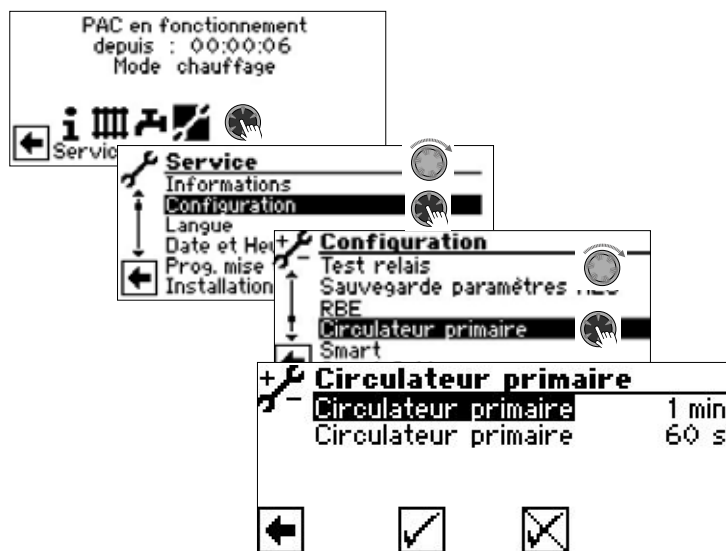 PAC en fonctionnement
depuis : 00:00:06
Mode chauffage
i
Servic
Service
Informations
Configuration
Langue
Date et Heu
Prog. mise
Installation
Configuration
Test relais
Sauvegarde paramètres
RBE
Circulateur primaire
Smart
Circulateur primaire
Circulateur primaire 1 min
Circulateur primaire 60 s